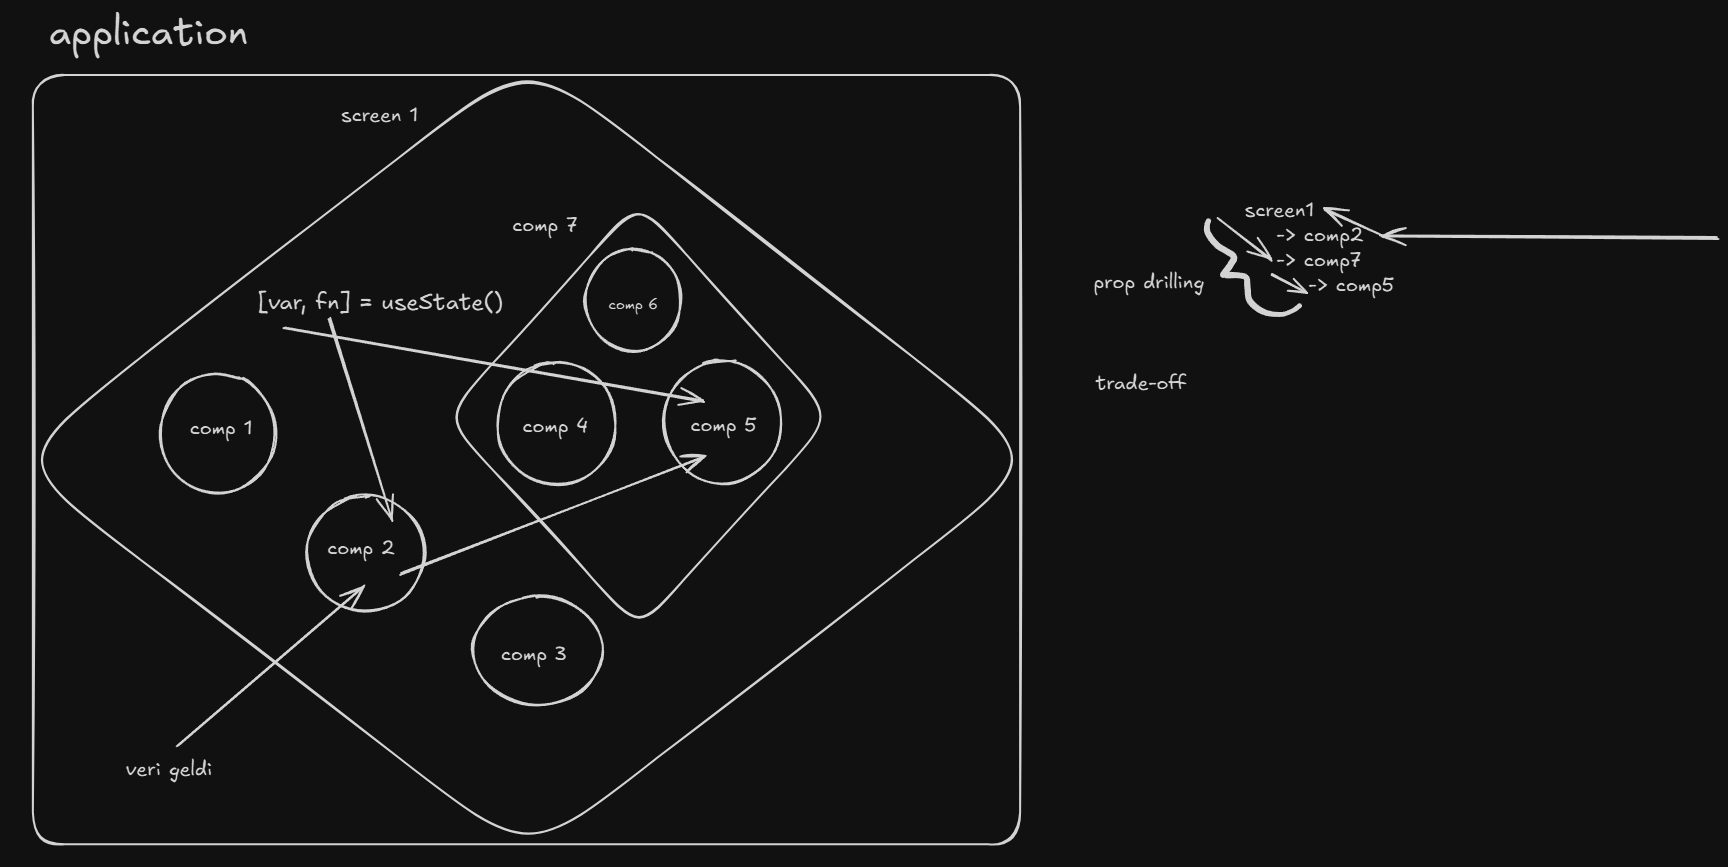 application
screen 1
comp 7
comp 6
[var, fn] = useState()
comp 4
comp 5
comp 1
comp 2
comp 3
veri geldi
screen1
-> comp2
-> comp7
-> comp5
prop drilling
trade-off